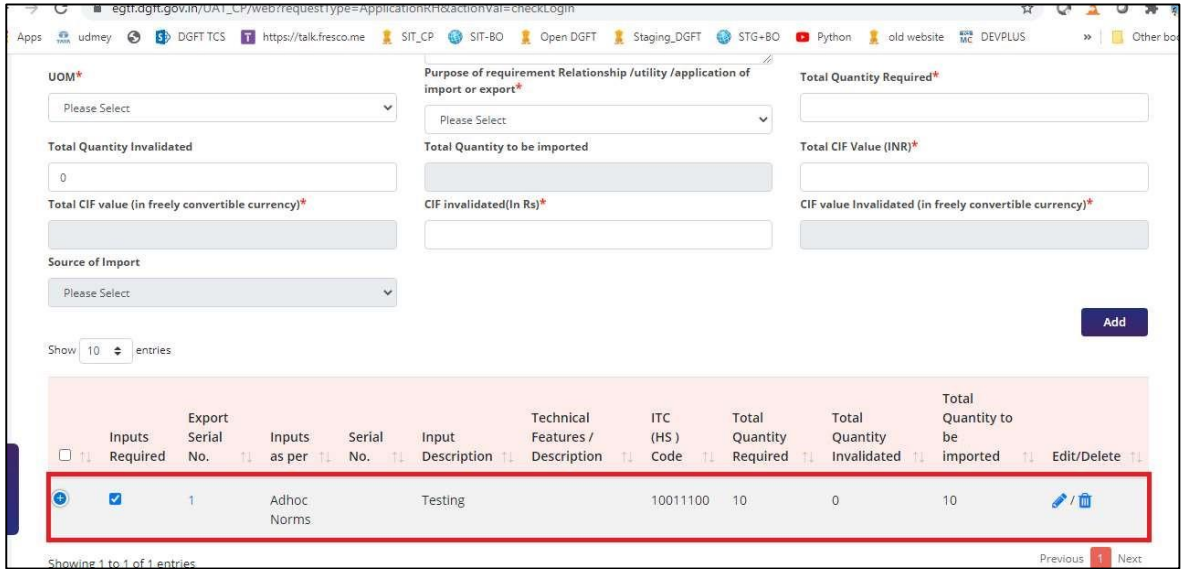 egtf.dgft.gov.in/UAT_CP/web?requestType=ApplicationRH&actionVal=checkLogin
Apps udmey DGFT TCS https://talk.fresco.me SIT_CP SIT-BO Open DGFT Staging_DGFT STG+BO Python old website DEVPLUS » Other boo
UOM*
Purpose of requirement Relationship /utility /application of
import or export*
Total Quantity Required*
Please Select
Please Select
Total Quantity Invalidated
Total Quantity to be imported
Total CIF Value (INR)*
0
Total CIF value (in freely convertible currency)*
CIF invalidated(In Rs)*
CIF value Invalidated (in freely convertible currency)*
Source of Import
Please Select
Add
Show 10 entries
Inputs
Required
Export
Serial
No.
Inputs
as per
Serial
No.
Input
Description
Technical
Features /
Description
ITC
(HS )
Code
Total
Quantity
Required
Total
Quantity
Invalidated
Total
Quantity to
be
imported
Edit/Delete
1 Adhoc Testing 10011100 10 0 10 /
Norms
Showing 1 to 1 of 1 entries
Previous 1 Next